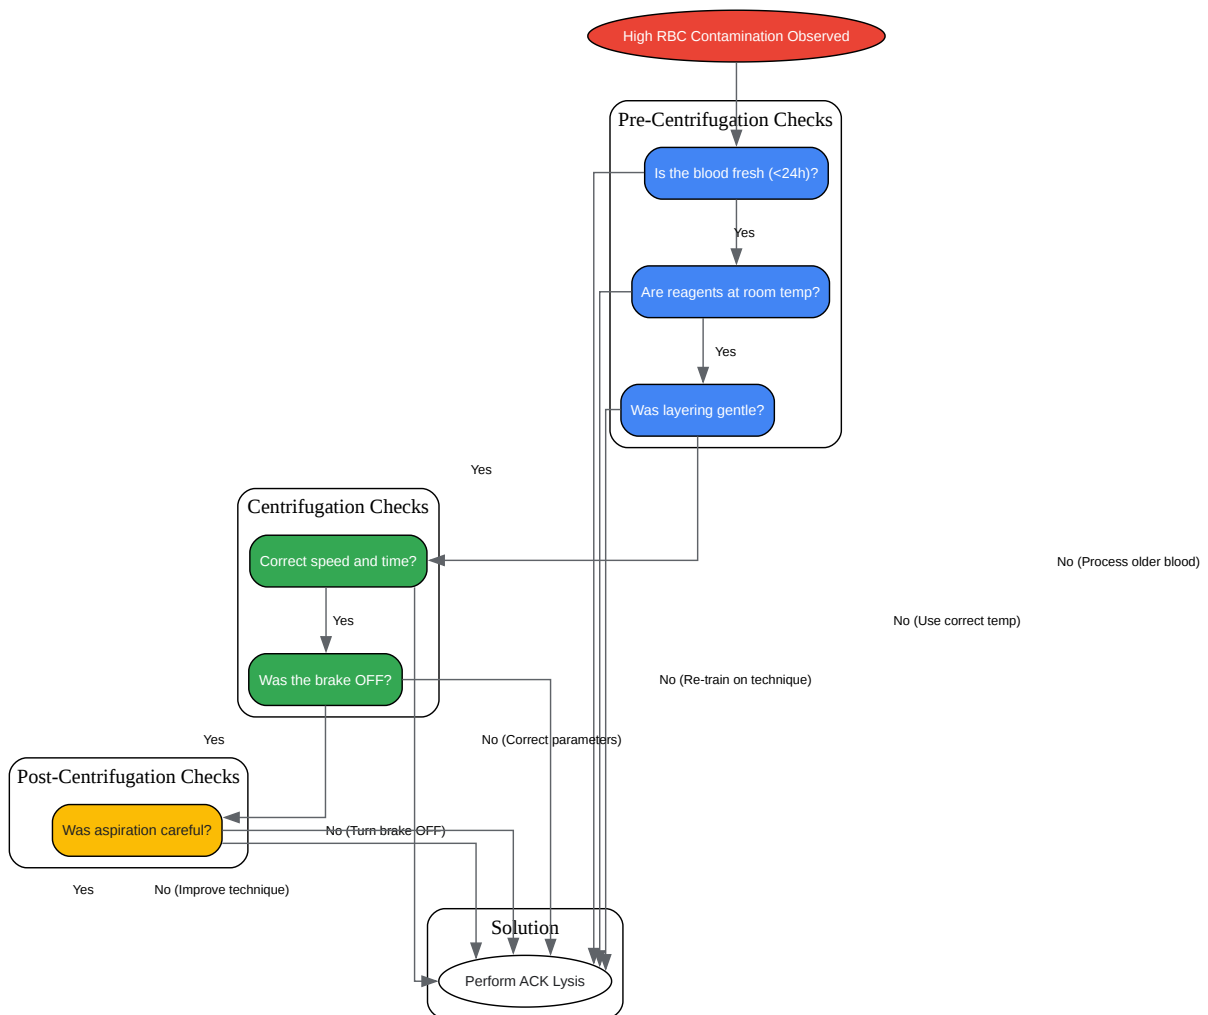 High RBC Contamination Observed
Pre-Centrifugation Checks
Is the blood fresh (<24h)?
Yes
Are reagents at room temp?
Yes
Was layering gentle?
Yes
Centrifugation Checks
Correct speed and time?
No (Process older blood)
Yes
No (Use correct temp)
Was the brake OFF?
No (Re-train on technique)
Yes
No (Correct parameters)
Post-Centrifugation Checks
Was aspiration careful?
No (Turn brake OFF)
Yes
No (Improve technique)
Solution
Perform ACK Lysis